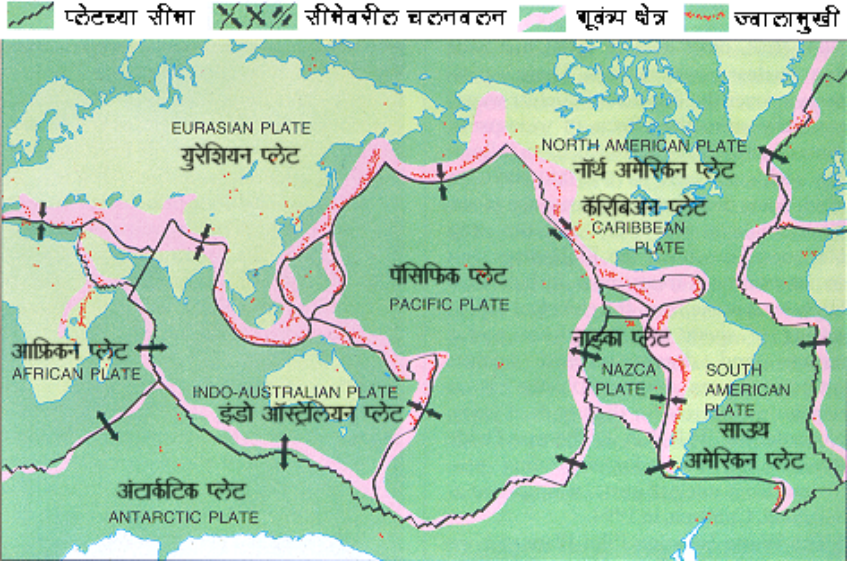 प्लेटच्या सीमा सीमेवरील चलनवलन भूकंप क्षेत्र ज्वालामुखी
EURASIAN PLATE
युरेशियन प्लेट
NORTH AMERICAN PLATE
नॉर्थ अमेरिकन प्लेट
कॅरिबिअन प्लेट
CARIBBEAN
PLATE
पॅसिफिक प्लेट
PACIFIC PLATE
आफ्रिकन प्लेट
AFRICAN PLATE
INDO-AUSTRALIAN PLATE
इंडो ऑस्ट्रेलियन प्लेट
नाझ्का प्लेट
NAZCA
PLATE
SOUTH
AMERICAN
PLATE
साउथ
अमेरिकन प्लेट
अंटार्कटिक प्लेट
ANTARCTIC PLATE